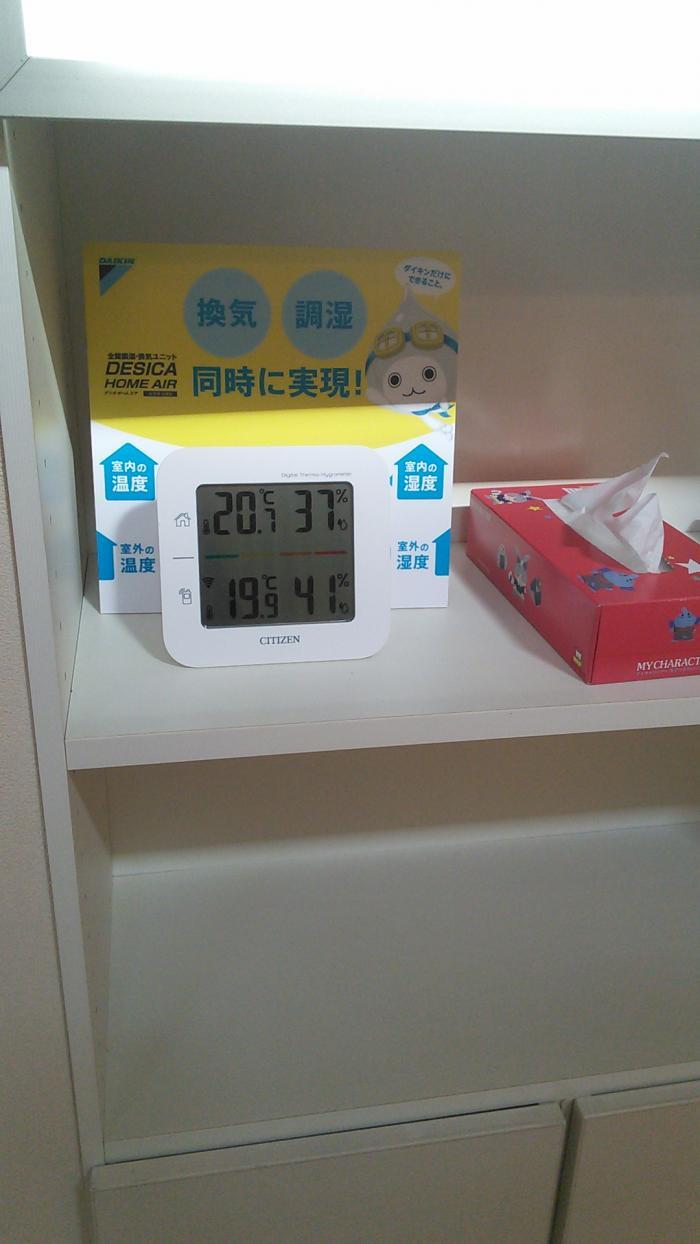 DAIKIN
ダイキンだけに
できること。
換気
調湿
全熱調湿・換気ユニット
DESICA
HOME AIR
同時に実現!
室内の
温度
室内の
湿度
室外の
温度
室外の
湿度
Digital Thermo-Hygrometer
20.7℃ 37%
19.9℃ 41%
CITIZEN
MY CHARACT